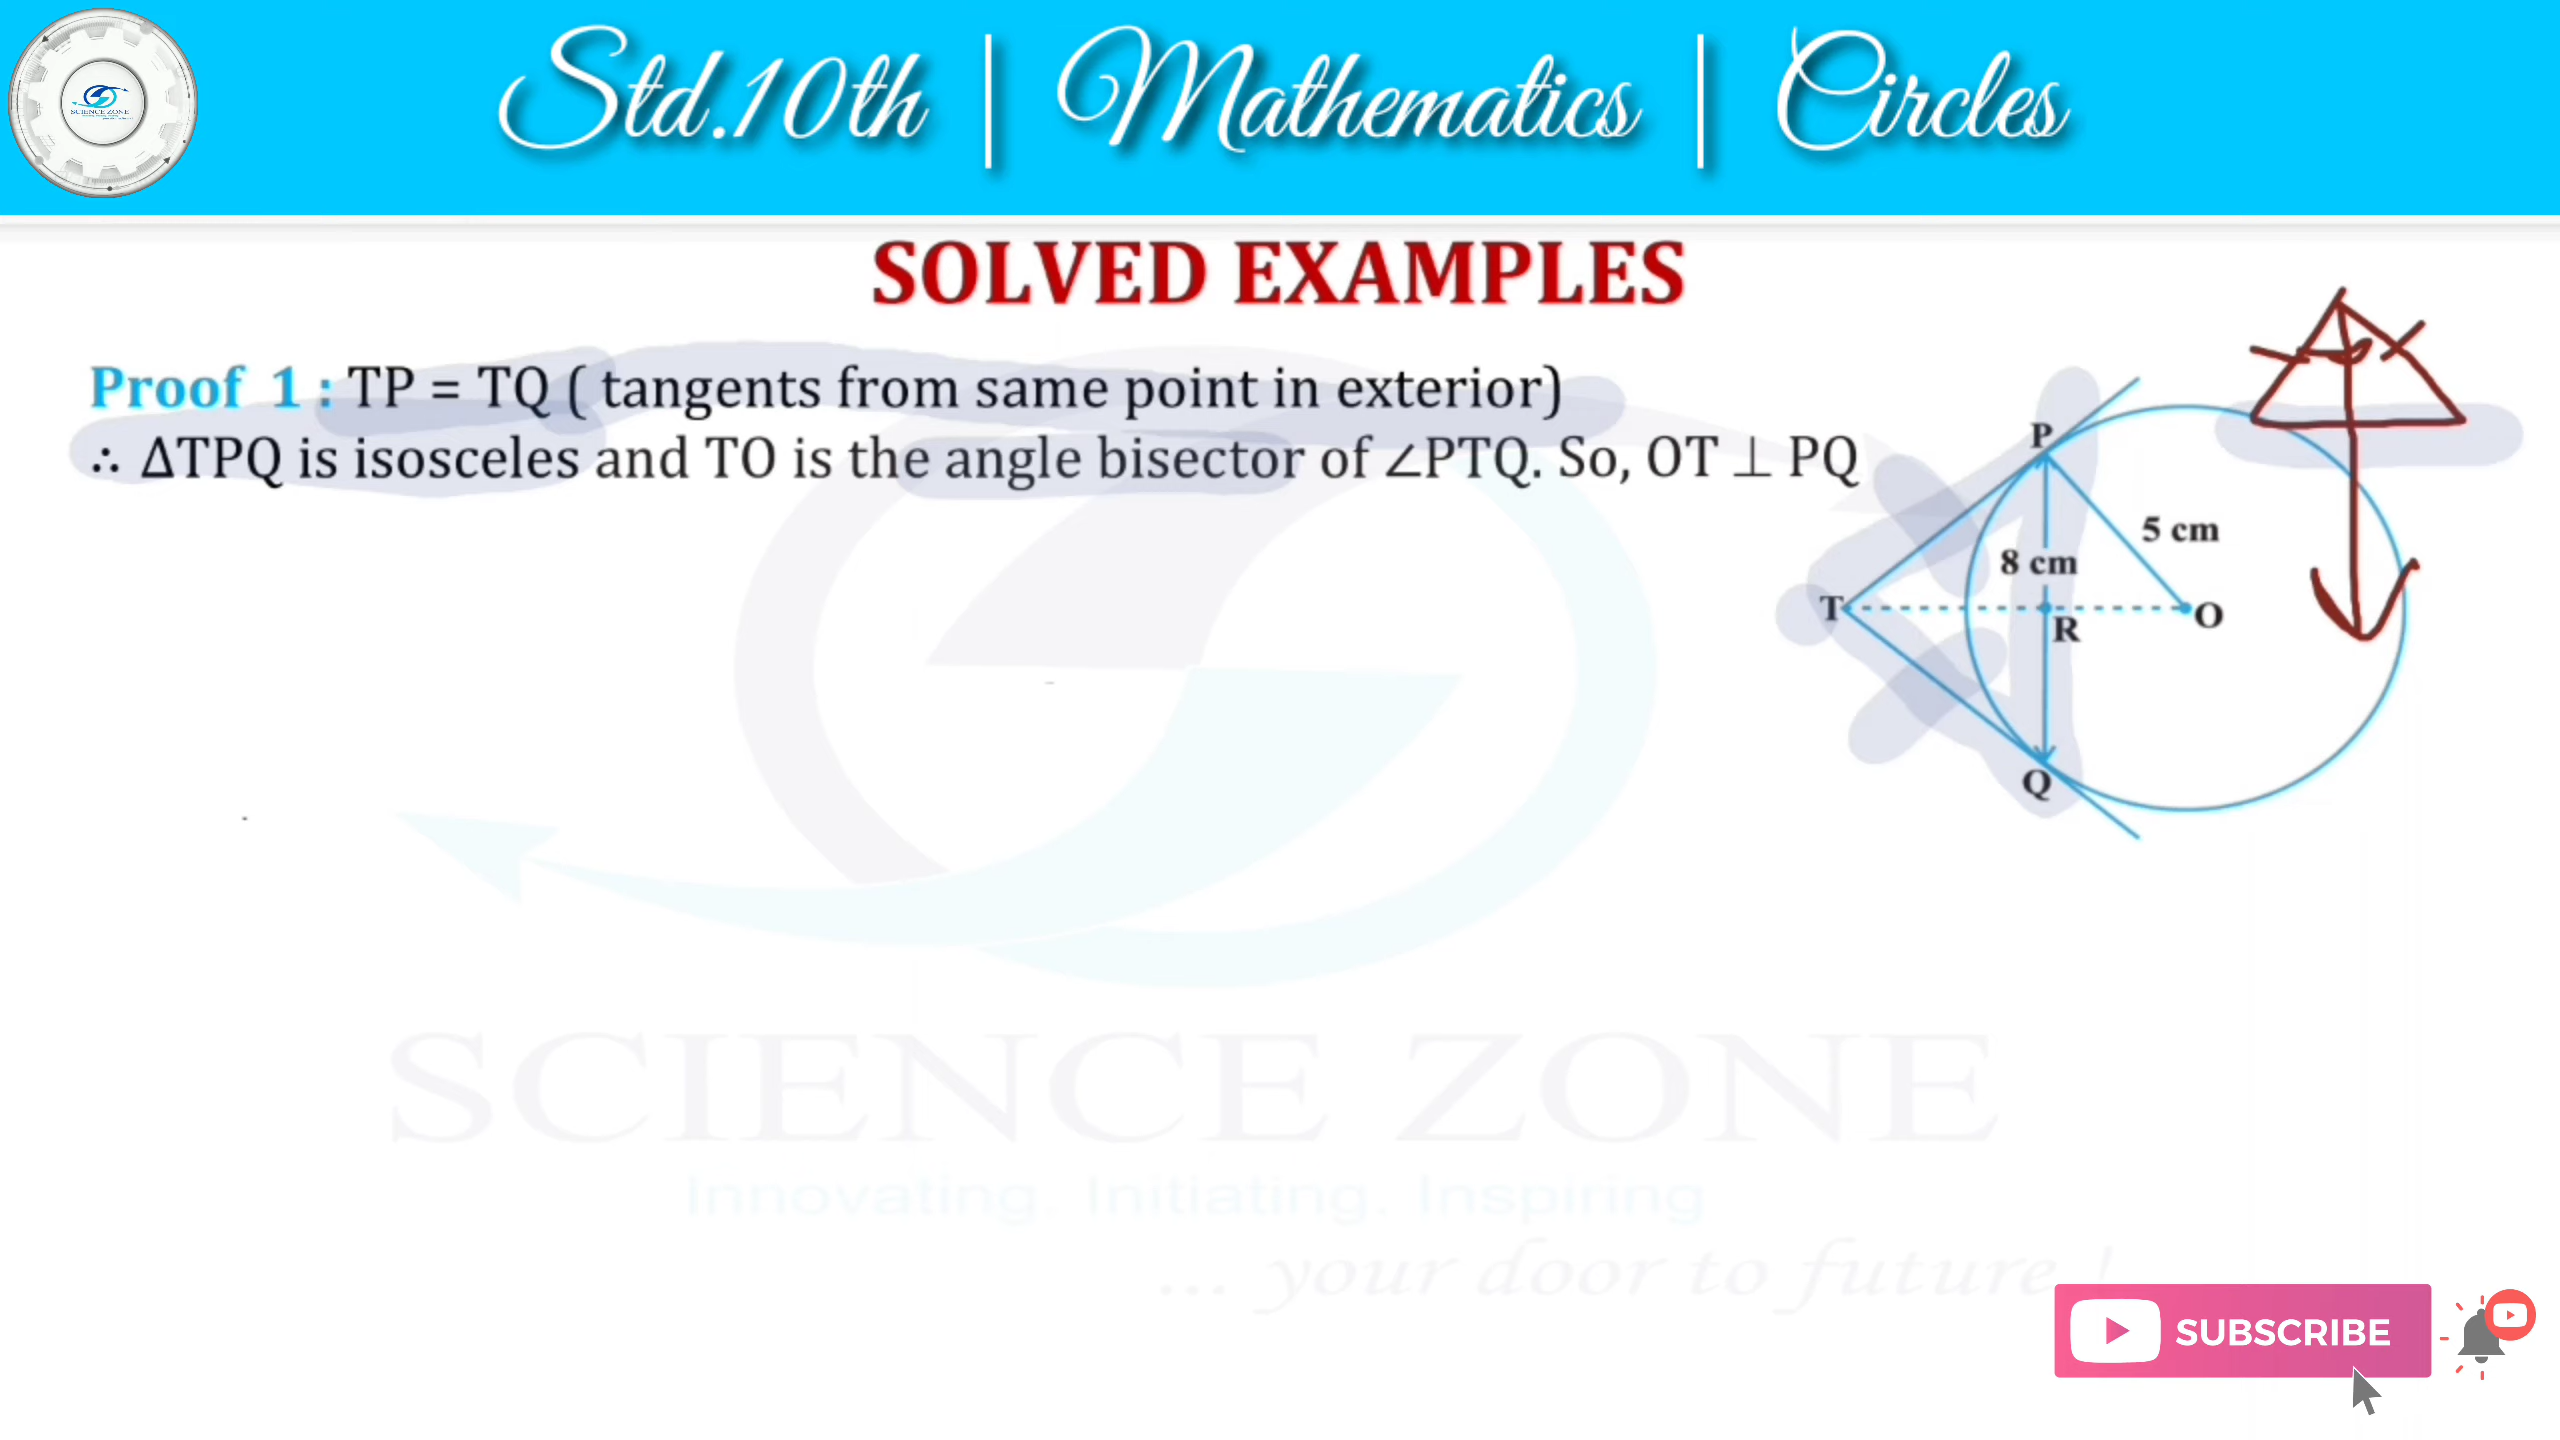 Std.10th | Mathematics | Circles
SCIENCE ZONE
SOLVED EXAMPLES
Proof 1 : TP = TQ ( tangents from same point in exterior)
∴ ΔTPQ is isosceles and TO is the angle bisector of ∠PTQ. So, OT ⊥ PQ
P
5 cm
8 cm
T
R
O
Q
SCIENCE ZONE
Innovating. Initiating. Inspiring
... your door to future !
SUBSCRIBE